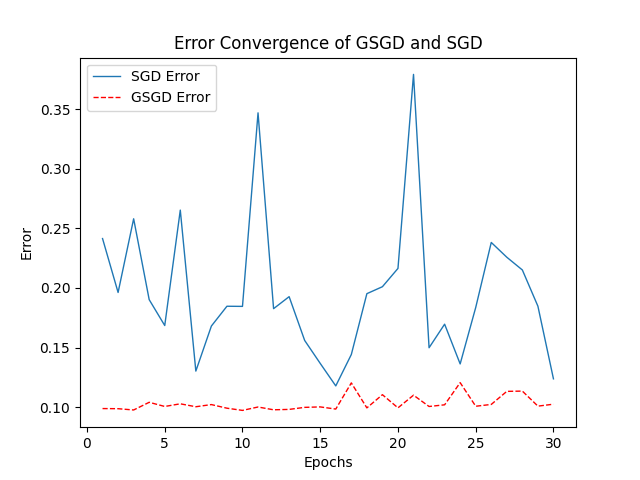 Error Convergence of GSGD and SGD
SGD Error
GSGD Error
0.35
0.30
0.25
0.20
0.15
0.10
Error
0 5 10 15 20 25 30
Epochs